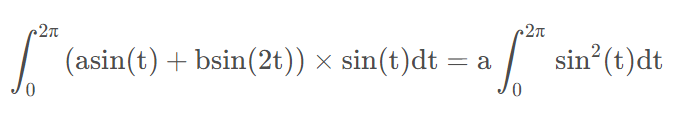 ∫₀^{2π} (asin(t) + bsin(2t)) × sin(t)dt = a ∫₀^{2π} sin²(t)dt